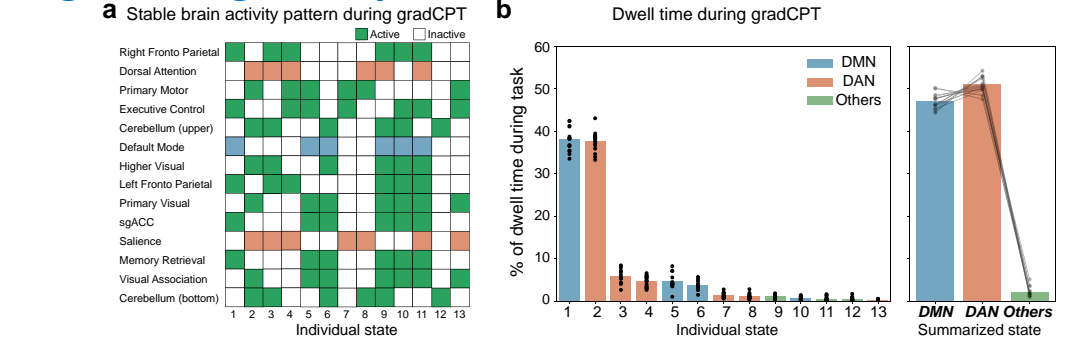 a Stable brain activity pattern during gradCPT
Active Inactive
Right Fronto Parietal
Dorsal Attention
Primary Motor
Executive Control
Cerebellum (upper)
Default Mode
Higher Visual
Left Fronto Parietal
Primary Visual
sgACC
Salience
Memory Retrieval
Visual Association
Cerebellum (bottom)
1 2 3 4 5 6 7 8 9 10 11 12 13
Individual state
b Dwell time during gradCPT
% of dwell time during task
60
50
40
30
20
10
0
DMN
DAN
Others
1 2 3 4 5 6 7 8 9 10 11 12 13
Individual state
DMN DAN Others
Summarized state